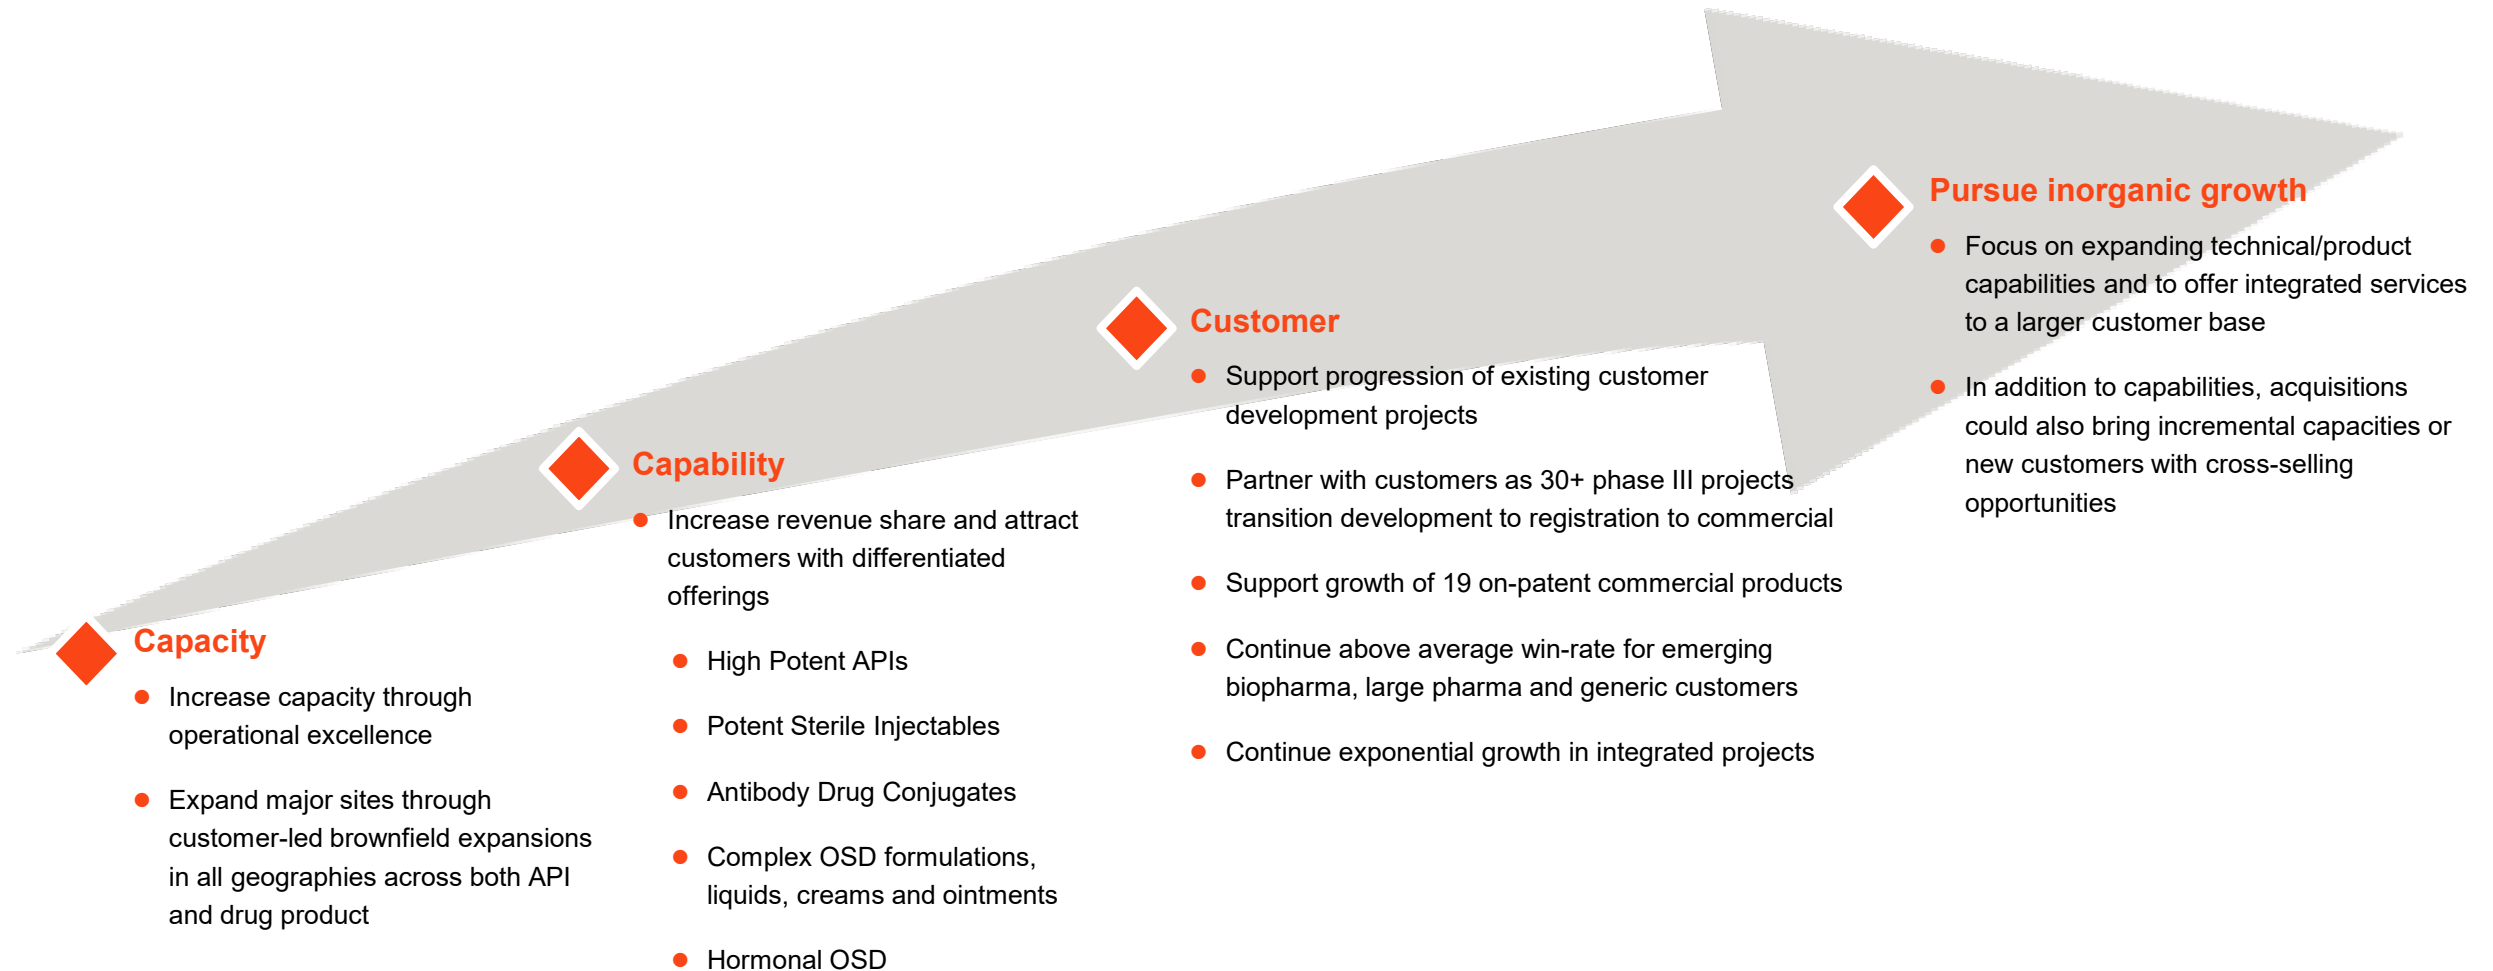 Capacity
Increase capacity through
operational excellence
Expand major sites through
customer-led brownfield expansions
in all geographies across both API
and drug product
Capability
Increase revenue share and attract
customers with differentiated
offerings
High Potent APIs
Potent Sterile Injectables
Antibody Drug Conjugates
Complex OSD formulations,
liquids, creams and ointments
Hormonal OSD
Customer
Support progression of existing customer
development projects
Partner with customers as 30+ phase III projects
transition development to registration to commercial
Support growth of 19 on-patent commercial products
Continue above average win-rate for emerging
biopharma, large pharma and generic customers
Continue exponential growth in integrated projects
Pursue inorganic growth
Focus on expanding technical/product
capabilities and to offer integrated services
to a larger customer base
In addition to capabilities, acquisitions
could also bring incremental capacities or
new customers with cross-selling
opportunities